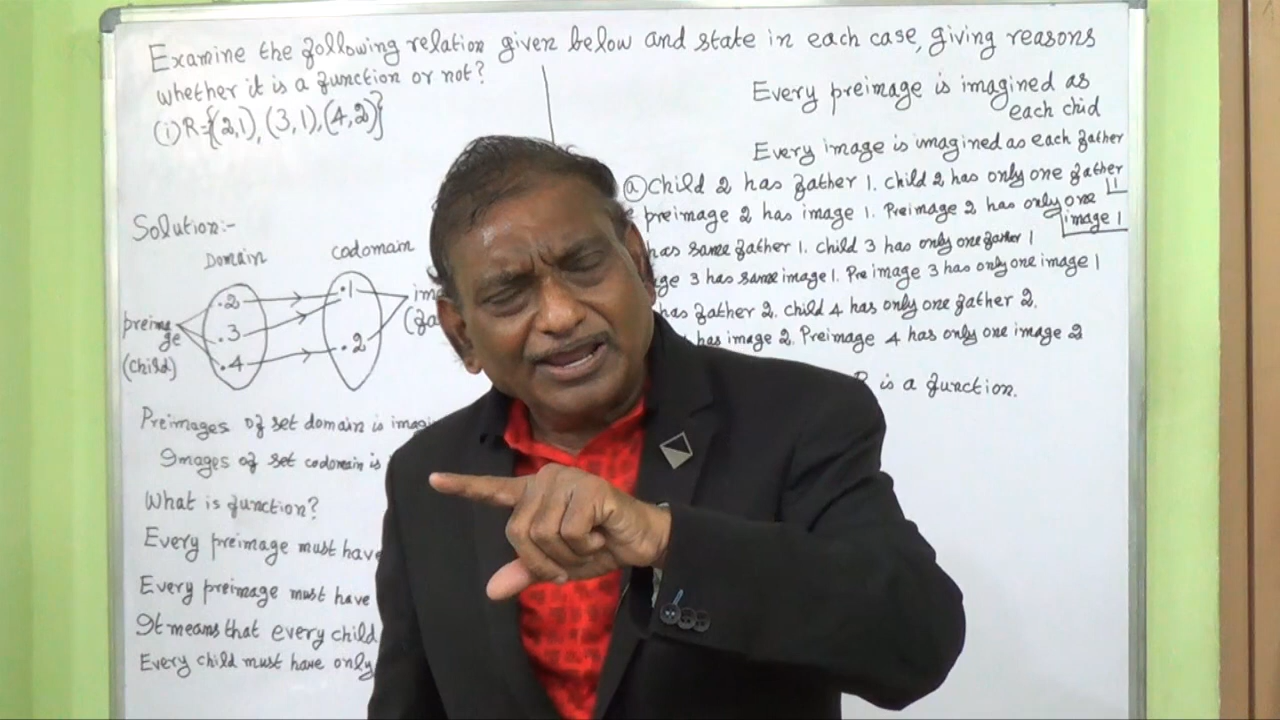 Examine the following relation given below and state in each case, giving reasons
whether it is a function or not?
(i) R={(2,1), (3,1), (4,2)}
Solution:-
Domain
codomain
.2
.3
.4
.1
.2
preimage
(child)
Preimages of set domain is
Images of set codomain is
What is function?
Every preimage must have
Every preimage must have
It means that every child
Every child must have only
Every preimage is imagined as
each chid
Every image is imagined as each father
(a) Child 2 has father 1. Child 2 has only one father 1
preimage 2 has image 1. Preimage 2 has only one
image 1
has same father 1. child 3 has only one father 1
3 has same image 1. Preimage 3 has only one image 1
has father 2. child 4 has only one father 2.
has image 2. Preimage 4 has only one image 2
R is a function.